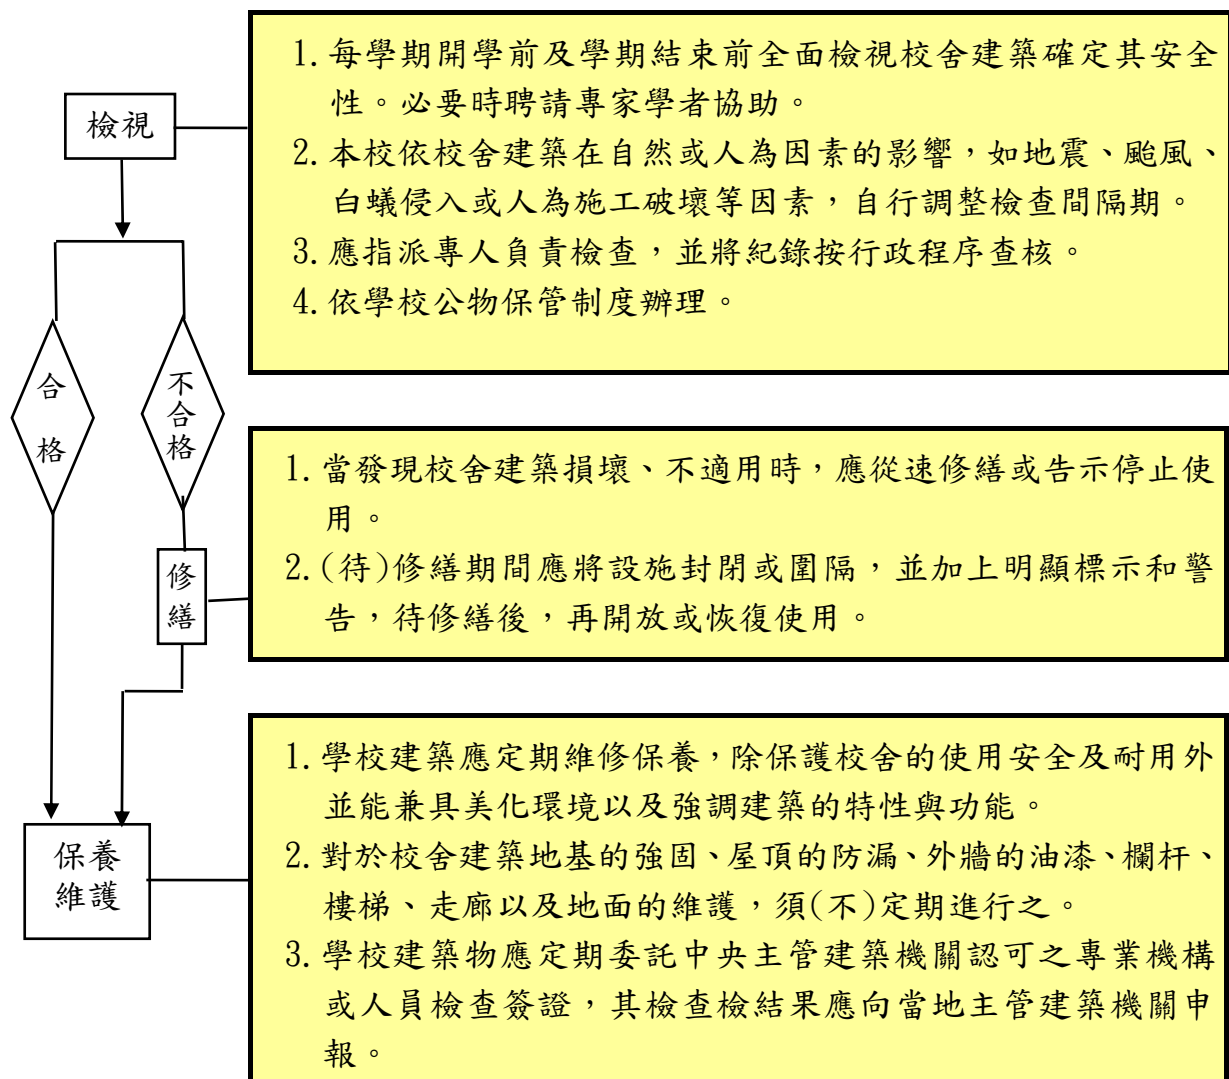 檢視
1.每學期開學前及學期結束前全面檢視校舍建築確定其安全
性。必要時聘請專家學者協助。
2.本校依校舍建築在自然或人為因素的影響，如地震、颱風、
白蟻侵入或人為施工破壞等因素，自行調整檢查間隔期。
3.應指派專人負責檢查，並將紀錄按行政程序查核。
4.依學校公物保管制度辦理。
合
格
不
合
格
修
繕
1.當發現校舍建築損壞、不適用時，應從速修繕或告示停止使
用。
2.(待)修繕期間應將設施封閉或圍隔，並加上明顯標示和警
告，待修繕後，再開放或恢復使用。
保養
維護
1.學校建築應定期維修保養，除保護校舍的使用安全及耐用外
並能兼具美化環境以及強調建築的特性與功能。
2.對於校舍建築地基的強固、屋頂的防漏、外牆的油漆、欄杆、
樓梯、走廊以及地面的維護，須(不)定期進行之。
3.學校建築物應定期委託中央主管建築機關認可之專業機構
或人員檢查簽證，其檢查檢結果應向當地主管建築機關申
報。